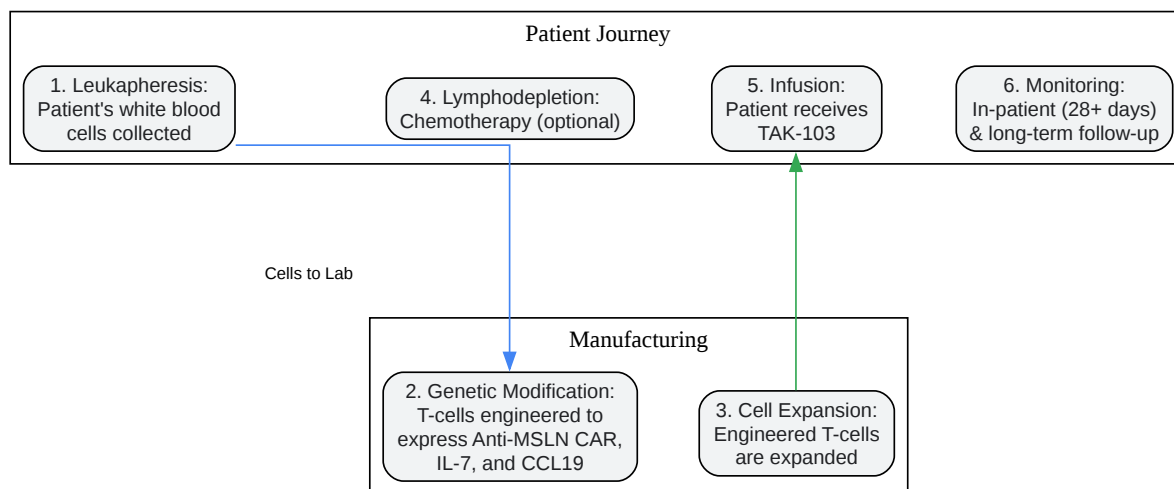 Patient Journey
1. Leukapheresis:
Patient's white blood
cells collected
4. Lymphodepletion:
Chemotherapy (optional)
5. Infusion:
Patient receives
TAK-103
6. Monitoring:
In-patient (28+ days)
& long-term follow-up
Cells to Lab
Manufacturing
2. Genetic Modification:
T-cells engineered to
express Anti-MSLN CAR,
IL-7, and CCL19
3. Cell Expansion:
Engineered T-cells
are expanded